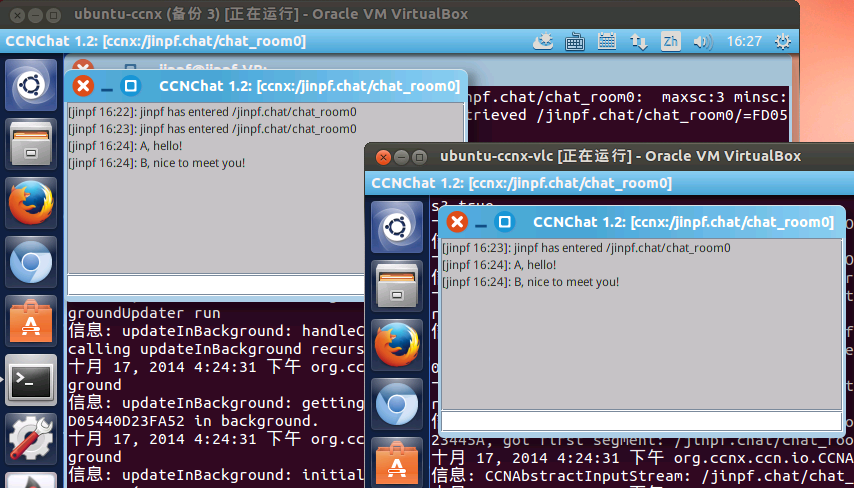 ubuntu-ccnx (备份 3) [正在运行] - Oracle VM VirtualBox
CCNChat 1.2: [ccnx:/jinpf.chat/chat_room0]
Zh
16:27
CCNChat 1.2: [ccnx:/jinpf.chat/chat_room0]
[jinpf 16:22]: jinpf has entered /jinpf.chat/chat_room0
[jinpf 16:23]: jinpf has entered /jinpf.chat/chat_room0
[jinpf 16:24]: A, hello!
[jinpf 16:24]: B, nice to meet you!
npf.chat/chat_room0: maxsc:3 minsc:
trieved /jinpf.chat/chat_room0/=FD05
groundUpdater run
信息: updateInBackground: handleC
calling updateInBackground recurs
十月 17, 2014 4:24:31 下午 org.cc
ground
信息: updateInBackground: getting
D05440D23FA52 in background.
十月 17, 2014 4:24:31 下午 org.cc
ground
信息: updateInBackground: initial
ubuntu-ccnx-vlc [正在运行] - Oracle VM VirtualBox
CCNChat 1.2: [ccnx:/jinpf.chat/chat_room0]
CCNChat 1.2: [ccnx:/jinpf.chat/chat_room0]
[jinpf 16:23]: jinpf has entered /jinpf.chat/chat_room0
[jinpf 16:24]: A, hello!
[jinpf 16:24]: B, nice to meet you!
23445A, got first segment: /jinpf.chat/chat_roo
十月 17, 2014 4:24:31 下午 org.ccnx.ccn.io.CCNA
信息: CCNAbstractInputStream: /jinpf.chat/chat_